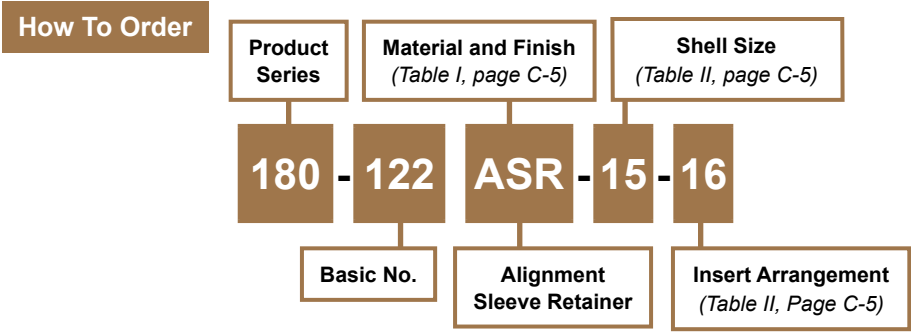 How To Order
Product
Series
Material and Finish
(Table I, page C-5)
Shell Size
(Table II, page C-5)
180 - 122 ASR - 15 - 16
Basic No.
Alignment
Sleeve Retainer
Insert Arrangement
(Table II, Page C-5)